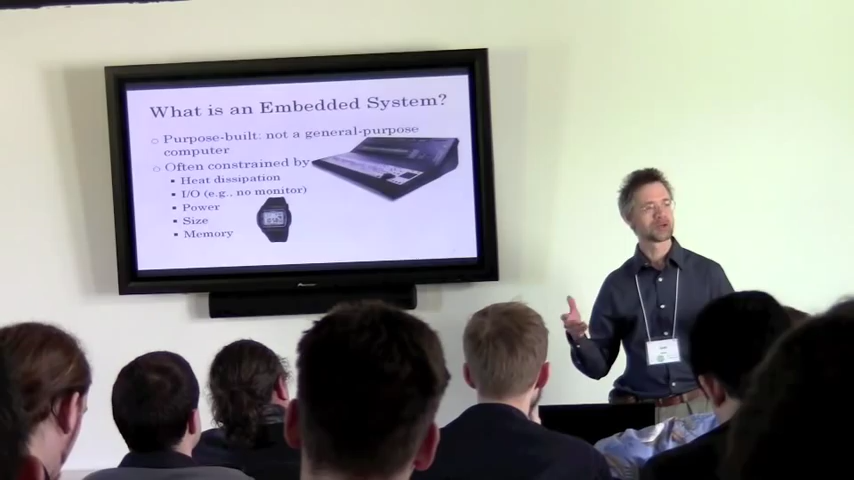 What is an Embedded System?
Purpose-built: not a general-purpose
computer
Often constrained by
Heat dissipation
I/O (e.g., no monitor)
Power
Size
Memory